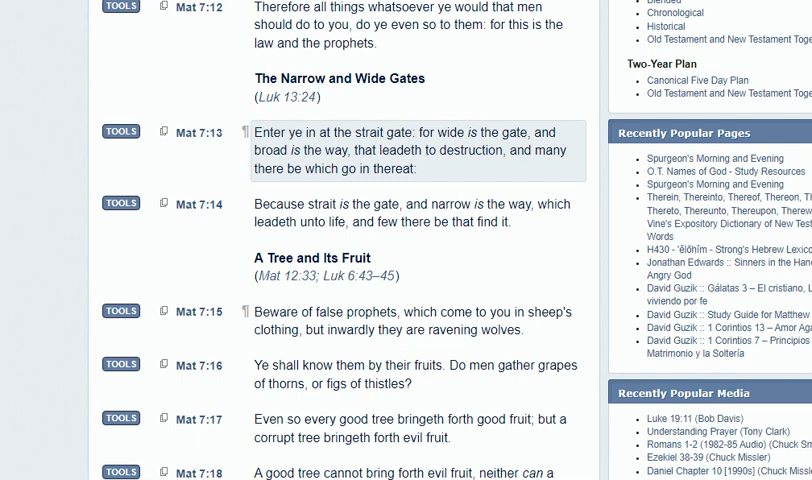 TOOLS Mat 7:12 Therefore all things whatsoever ye would that men
should do to you, do ye even so to them: for this is the
law and the prophets.
The Narrow and Wide Gates
(Luk 13:24)
TOOLS Mat 7:13 ¶ Enter ye in at the strait gate: for wide is the gate, and
broad is the way, that leadeth to destruction, and many
there be which go in thereat:
TOOLS Mat 7:14 Because strait is the gate, and narrow is the way, which
leadeth unto life, and few there be that find it.
A Tree and Its Fruit
(Mat 12:33; Luk 6:43–45)
TOOLS Mat 7:15 ¶ Beware of false prophets, which come to you in sheep's
clothing, but inwardly they are ravening wolves.
TOOLS Mat 7:16 Ye shall know them by their fruits. Do men gather grapes
of thorns, or figs of thistles?
TOOLS Mat 7:17 Even so every good tree bringeth forth good fruit; but a
corrupt tree bringeth forth evil fruit.
TOOLS Mat 7:18 A good tree cannot bring forth evil fruit, neither can a
Blended
Chronological
Historical
Old Testament and New Testament Toge
Two-Year Plan
Canonical Five Day Plan
Old Testament and New Testament Toge
Recently Popular Pages
Spurgeon's Morning and Evening
O.T. Names of God - Study Resources
Spurgeon's Morning and Evening
Therein, Thereinto, Thereof, Thereon, Th
Thereto, Thereunto, Thereupon, Therew
Vine's Expository Dictionary of New Test
Words
H430 - 'ĕlōhîm - Strong's Hebrew Lexico
Jonathan Edwards :: Sinners in the Hand
Angry God
David Guzik :: Gálatas 3 – El cristiano, L
viviendo por fe
David Guzik :: Study Guide for Matthew
David Guzik :: 1 Corintios 13 – Amor Aga
David Guzik :: 1 Corintios 7 – Principios
Matrimonio y la Soltería
Recently Popular Media
Luke 19:11 (Bob Davis)
Understanding Prayer (Tony Clark)
Romans 1-2 (1982-85 Audio) (Chuck Sm
Ezekiel 38-39 (Chuck Missler)
Daniel Chapter 10 [1990s] (Chuck Missle